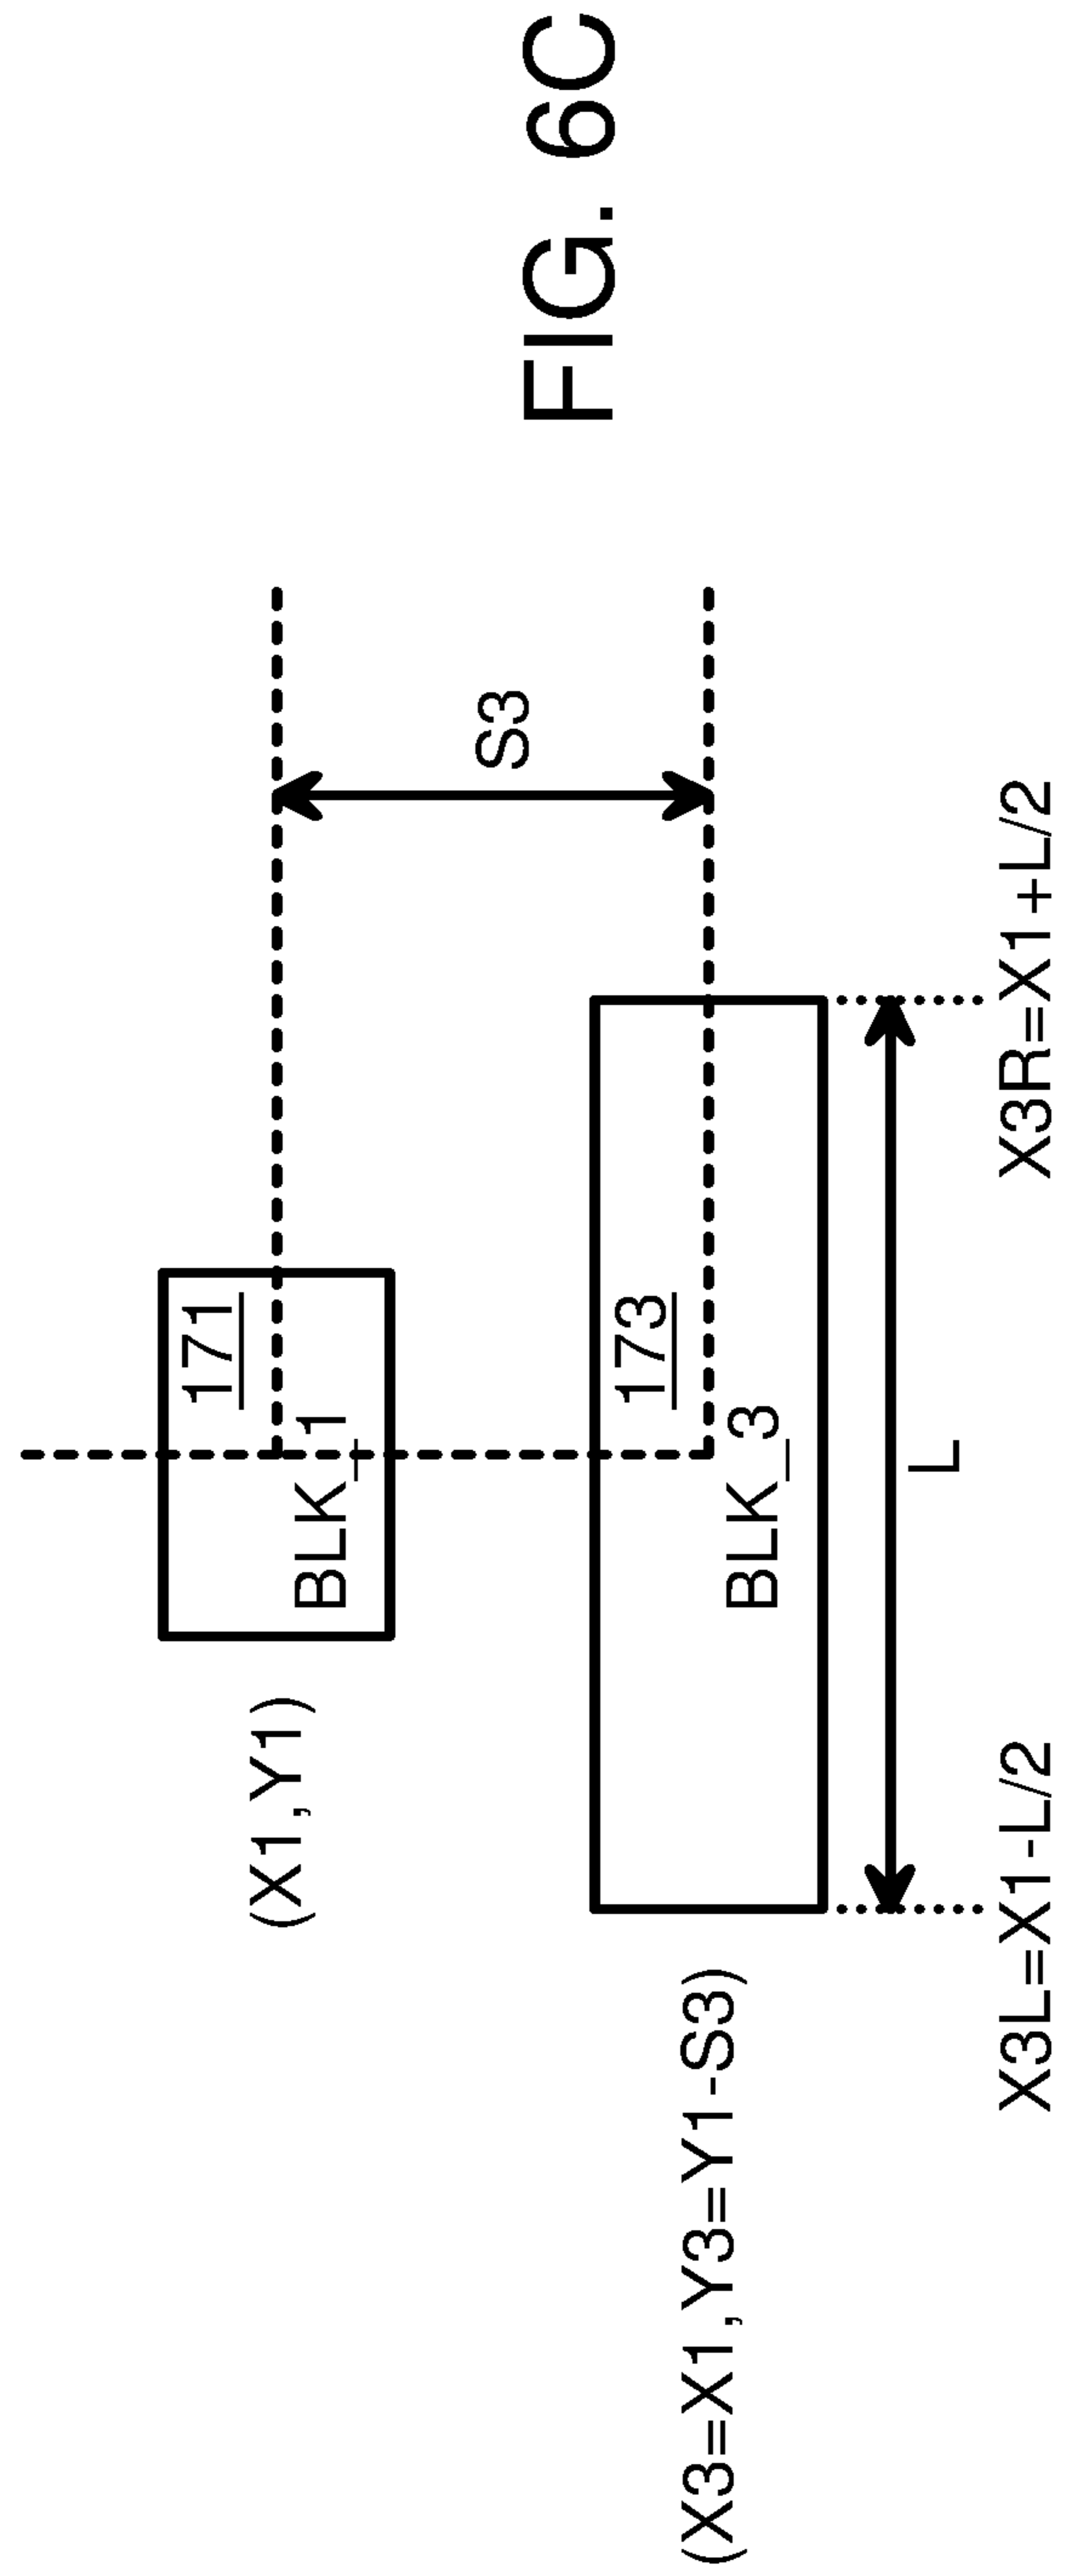 (X1,Y1)
171
BLK_1
S3
(X3=X1,Y3=Y1-S3)
173
BLK_3
L
X3L=X1-L/2
X3R=X1+L/2
FIG. 6C